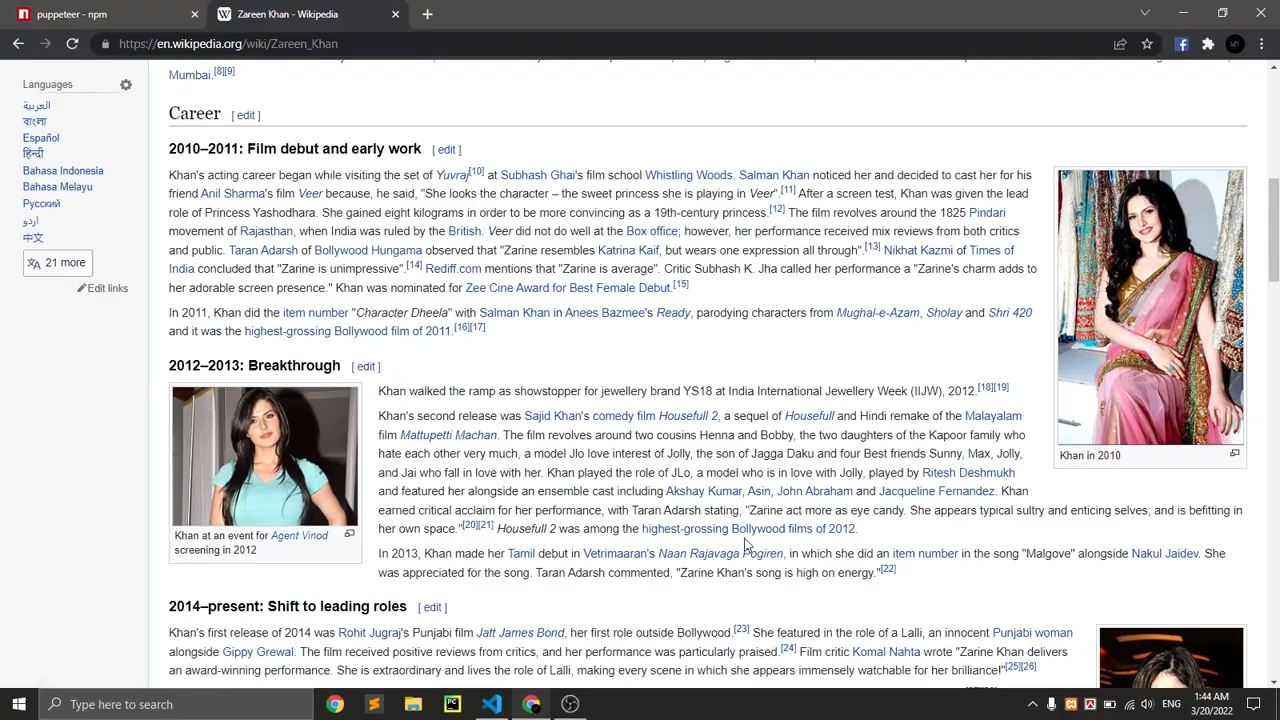 puppeteer - npm
Zareen Khan - Wikipedia
https://en.wikipedia.org/wiki/Zareen_Khan
Languages
العربية
বাংলা
Español
हिन्दी
Bahasa Indonesia
Bahasa Melayu
Русский
اردو
中文
21 more
Edit links
Mumbai.[8][9]
Career [ edit ]
2010–2011: Film debut and early work [ edit ]
Khan's acting career began while visiting the set of Yuvraj[10] at Subhash Ghai's film school Whistling Woods. Salman Khan noticed her and decided to cast her for his
friend Anil Sharma's film Veer because, he said, "She looks the character – the sweet princess she is playing in Veer".[11] After a screen test, Khan was given the lead
role of Princess Yashodhara. She gained eight kilograms in order to be more convincing as a 19th-century princess.[12] The film revolves around the 1825 Pindari
movement of Rajasthan, when India was ruled by the British. Veer did not do well at the Box office; however, her performance received mix reviews from both critics
and public. Taran Adarsh of Bollywood Hungama observed that "Zarine resembles Katrina Kaif, but wears one expression all through".[13] Nikhat Kazmi of Times of
India concluded that "Zarine is unimpressive".[14] Rediff.com mentions that "Zarine is average". Critic Subhash K. Jha called her performance a "Zarine's charm adds to
her adorable screen presence." Khan was nominated for Zee Cine Award for Best Female Debut.[15]
In 2011, Khan did the item number "Character Dheela" with Salman Khan in Anees Bazmee's Ready, parodying characters from Mughal-e-Azam, Sholay and Shri 420
and it was the highest-grossing Bollywood film of 2011.[16][17]
Khan in 2010
2012–2013: Breakthrough [ edit ]
Khan at an event for Agent Vinod
screening in 2012
Khan walked the ramp as showstopper for jewellery brand YS18 at India International Jewellery Week (IIJW), 2012.[18][19]
Khan's second release was Sajid Khan's comedy film Housefull 2, a sequel of Housefull and Hindi remake of the Malayalam
film Mattupetti Machan. The film revolves around two cousins Henna and Bobby, the two daughters of the Kapoor family who
hate each other very much, a model Jlo love interest of Jolly, the son of Jagga Daku and four Best friends Sunny, Max, Jolly,
and Jai who fall in love with her. Khan played the role of JLo, a model who is in love with Jolly, played by Ritesh Deshmukh
and featured her alongside an ensemble cast including Akshay Kumar, Asin, John Abraham and Jacqueline Fernandez. Khan
earned critical acclaim for her performance, with Taran Adarsh stating, "Zarine act more as eye candy. She appears typical sultry and enticing selves; and is befitting in
her own space."[20][21] Housefull 2 was among the highest-grossing Bollywood films of 2012.
In 2013, Khan made her Tamil debut in Vetrimaaran's Naan Rajavaga Pogiren, in which she did an item number in the song "Malgove" alongside Nakul Jaidev. She
was appreciated for the song. Taran Adarsh commented, "Zarine Khan's song is high on energy."[22]
2014–present: Shift to leading roles [ edit ]
Khan's first release of 2014 was Rohit Jugraj's Punjabi film Jatt James Bond, her first role outside Bollywood.[23] She featured in the role of a Lalli, an innocent Punjabi woman
alongside Gippy Grewal. The film received positive reviews from critics, and her performance was particularly praised.[24] Film critic Komal Nahta wrote "Zarine Khan delivers
an award-winning performance. She is extraordinary and lives the role of Lalli, making every scene in which she appears immensely watchable for her brilliance!"[25][26]
Type here to search
ENG
1:44 AM
3/20/2022